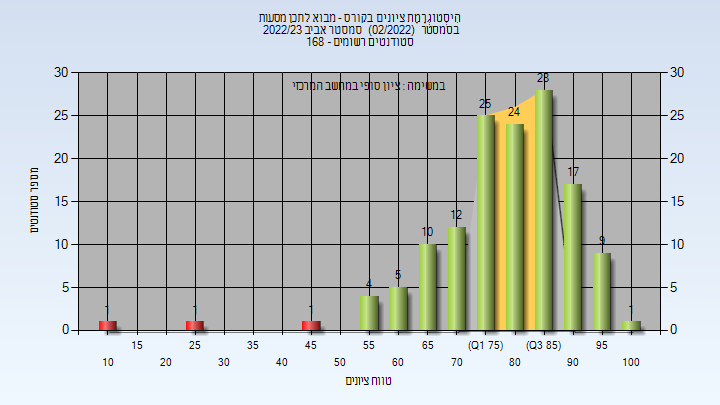 היסטוגרמת ציונים בקורס - מבוא לתכן מסעות
בסמסטר (02/2022) סמסטר אביב 2022/23
סטודנטים רשומים - 168
במשימה : ציון סופי במחשב המרכזי
מספר סטודנטים
30 30
25 25
20 20
15 15
10 10
5 5
0 0
1 1 1 4 5 10 12 25 24 28 17 9 1
15 25 35 45 55 65 (Q1 75) (Q3 85) 95
10 30 40 50 60 70 80 90 100
טווח ציונים